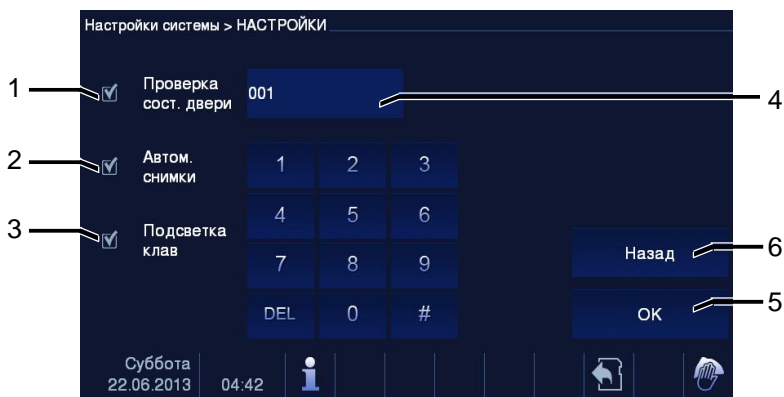 Настройки системы > НАСТРОЙКИ
1
Проверка
сост. двери
001
4
2
Автом.
снимки
1 2 3
3
Подсветка
клав
4 5 6
7 8 9
Назад
6
DEL 0 #
OK
5
Суббота
22.06.2013 04:42
i